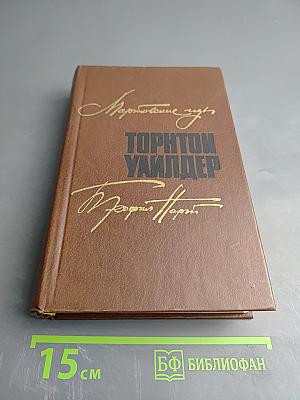 Мартовские иды
ТОРНТОН
УАЙЛДЕР
Теофил Норт
15 см
БФ БИБЛИОФАН